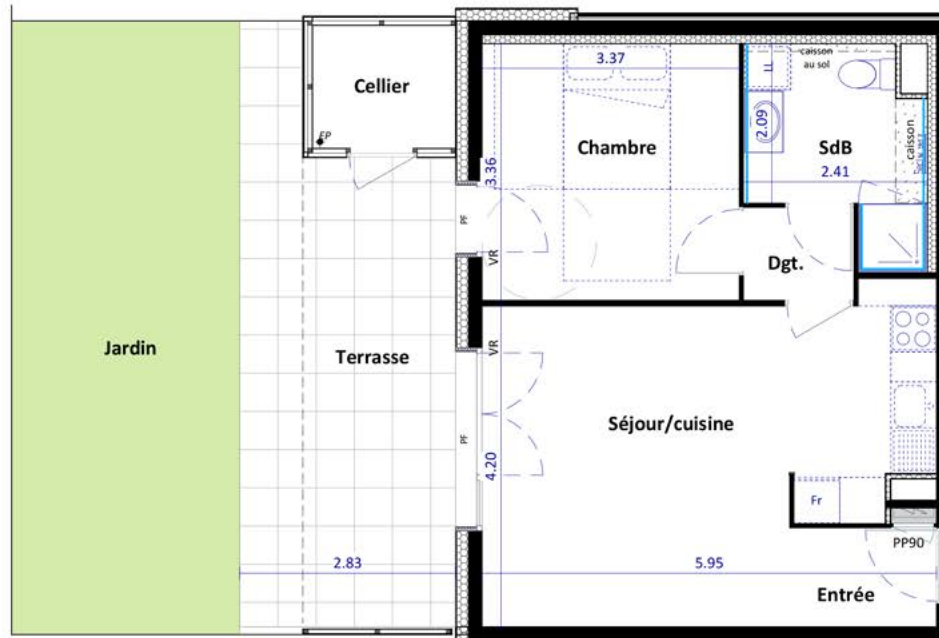 Cellier
EP
3.37
Chambre
3.36
LL
caisson
au sol
2.09
SdB
2.41
caisson
PF
VR
Dgt.
Jardin
Terrasse
VR
PF
Séjour/cuisine
4.20
Fr
PP90
2.83
5.95
Entrée